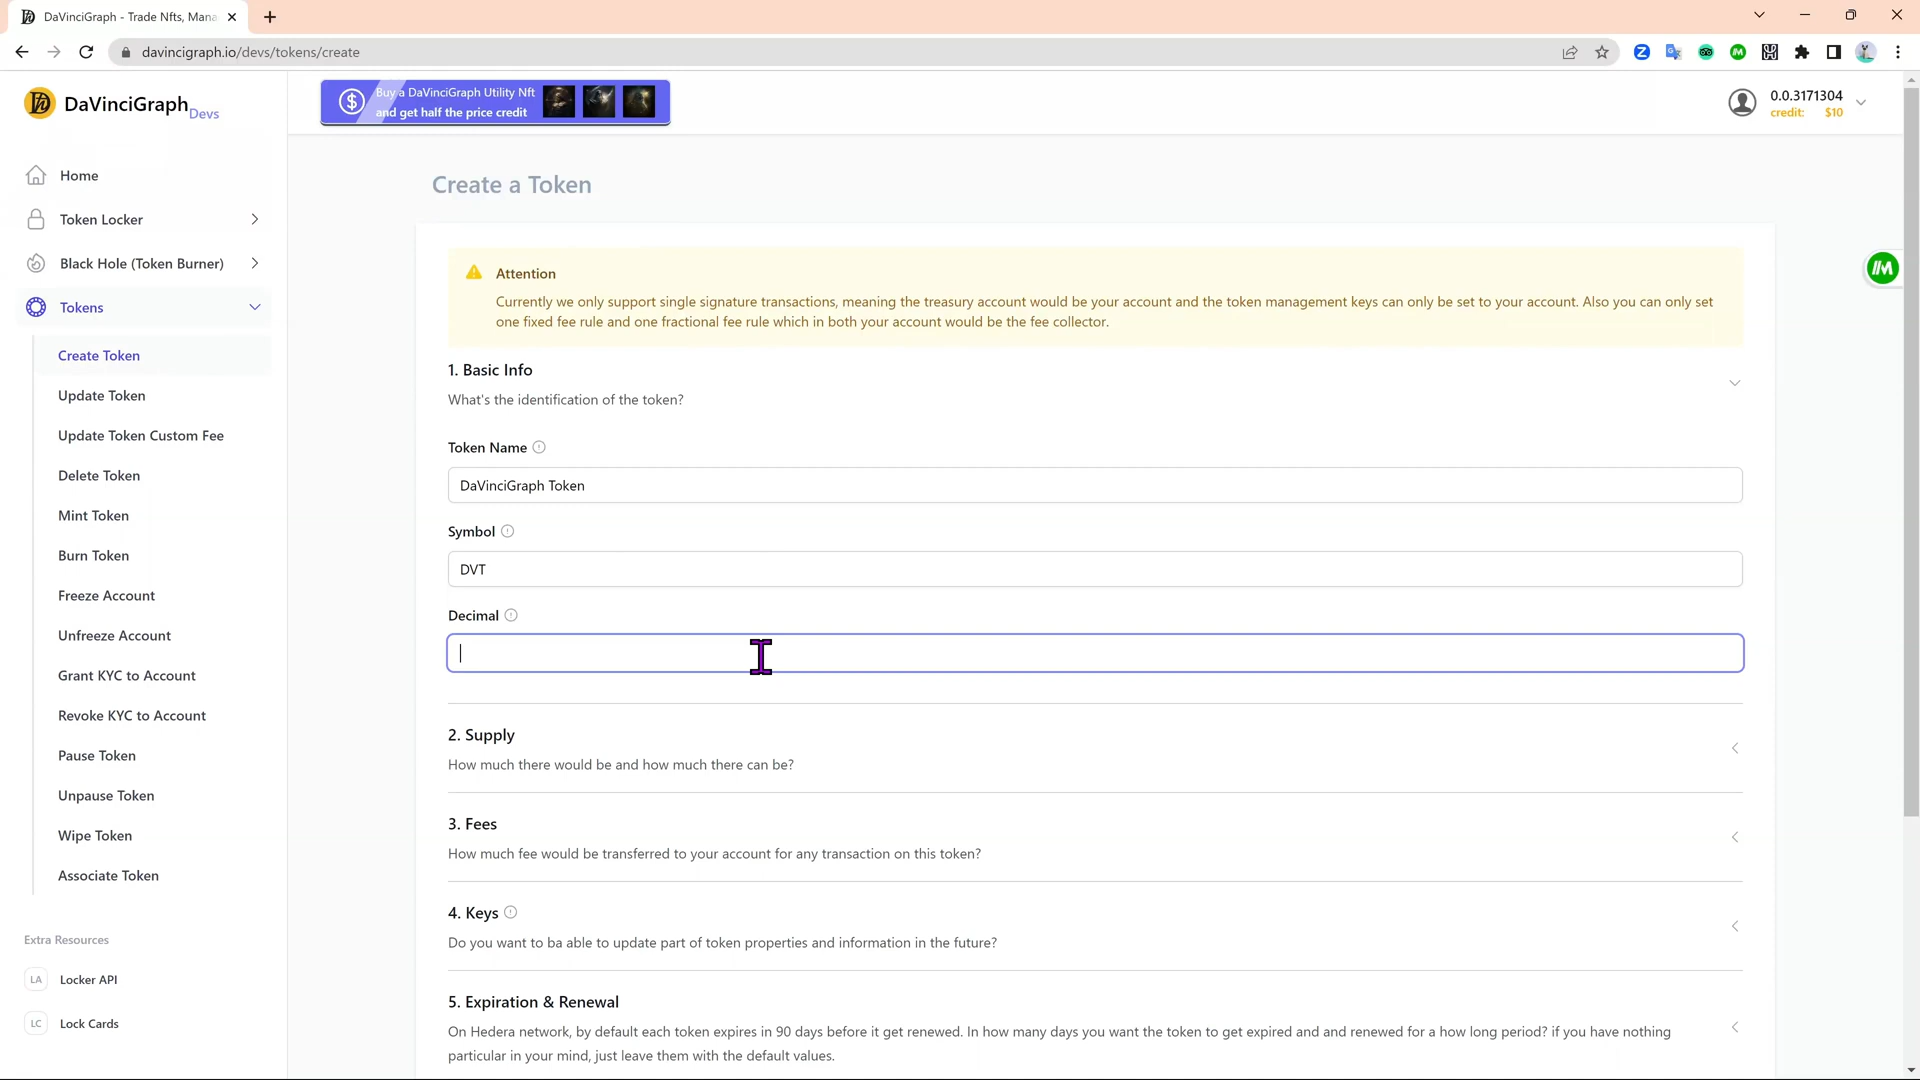 DaVinciGraph - Trade Nfts, Mana
davincigraph.io/devs/tokens/create
DaVinciGraph Devs
Buy a DaVinciGraph Utility Nft
and get half the price credit
0.0.3171304
credit: $10
Home
Token Locker
Black Hole (Token Burner)
Tokens
Create Token
Update Token
Update Token Custom Fee
Delete Token
Mint Token
Burn Token
Freeze Account
Unfreeze Account
Grant KYC to Account
Revoke KYC to Account
Pause Token
Unpause Token
Wipe Token
Associate Token
Extra Resources
LA Locker API
LC Lock Cards
Create a Token
Attention
Currently we only support single signature transactions, meaning the treasury account would be your account and the token management keys can only be set to your account. Also you can only set
one fixed fee rule and one fractional fee rule which in both your account would be the fee collector.
1. Basic Info
What's the identification of the token?
Token Name
DaVinciGraph Token
Symbol
DVT
Decimal
2. Supply
How much there would be and how much there can be?
3. Fees
How much fee would be transferred to your account for any transaction on this token?
4. Keys
Do you want to ba able to update part of token properties and information in the future?
5. Expiration & Renewal
On Hedera network, by default each token expires in 90 days before it get renewed. In how many days you want the token to get expired and and renewed for a how long period? if you have nothing
particular in your mind, just leave them with the default values.